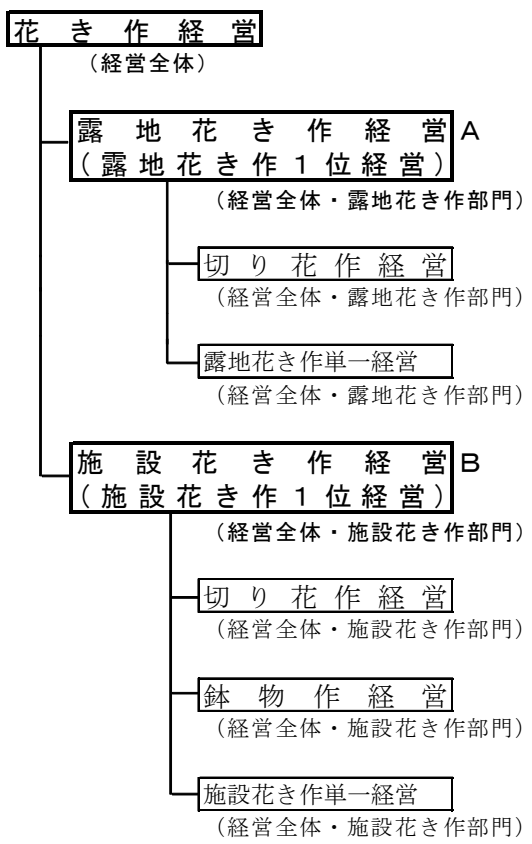 花き作経営
（経営全体）
露地花き作経営 A
（露地花き作１位経営）
（経営全体・露地花き作部門）
切り花作経営
（経営全体・露地花き作部門）
露地花き作単一経営
（経営全体・露地花き作部門）
施設花き作経営 B
（施設花き作１位経営）
（経営全体・施設花き作部門）
切り花作経営
（経営全体・施設花き作部門）
鉢物作経営
（経営全体・施設花き作部門）
施設花き作単一経営
（経営全体・施設花き作部門）